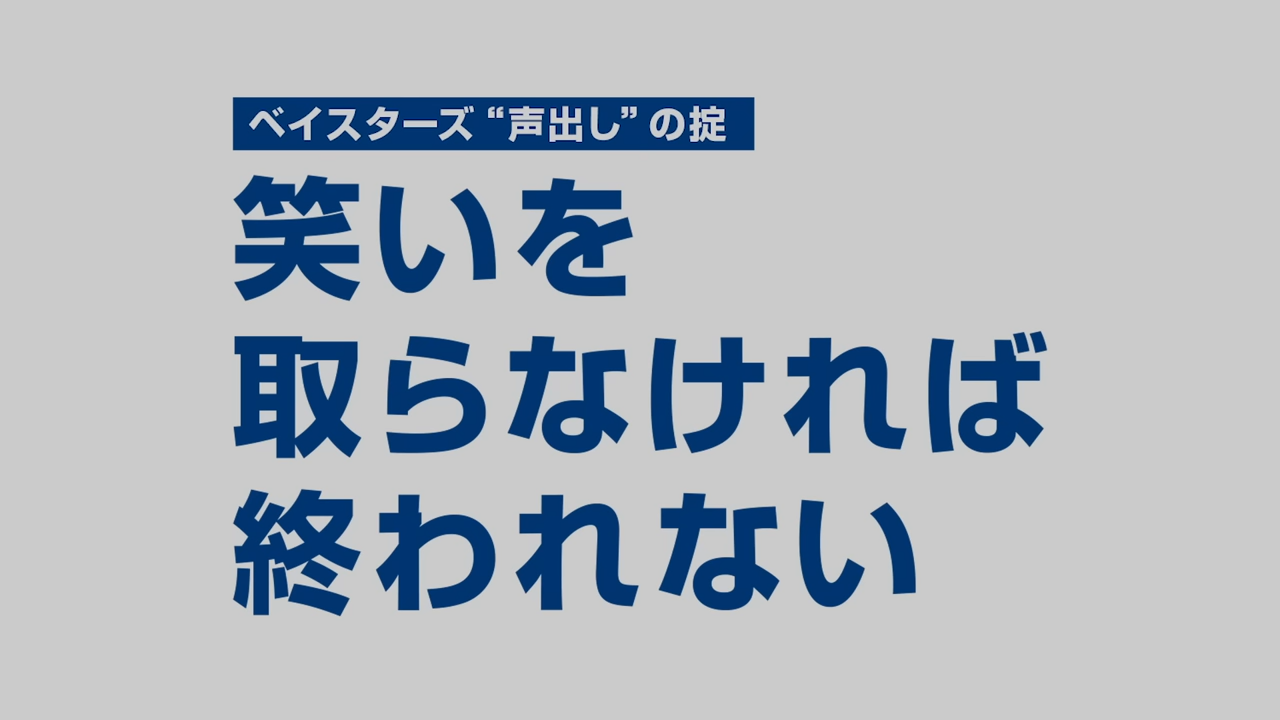 ベイスターズ“声出し”の掟
笑いを
取らなければ
終われない